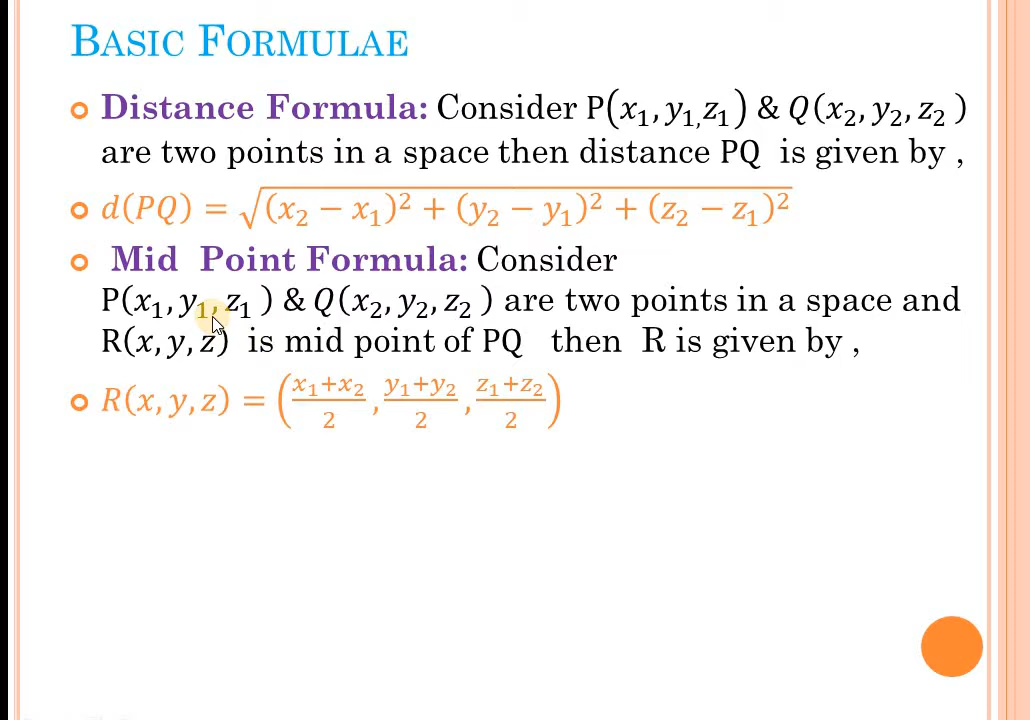 BASIC FORMULAE
Distance Formula: Consider P(x₁, y₁, z₁) & Q(x₂, y₂, z₂)
are two points in a space then distance PQ is given by ,
d(PQ) = √((x₂ − x₁)² + (y₂ − y₁)² + (z₂ − z₁)²)
Mid Point Formula: Consider
P(x₁, y₁, z₁) & Q(x₂, y₂, z₂) are two points in a space and
R(x, y, z) is mid point of PQ then R is given by ,
R(x, y, z) = ((x₁+x₂)/2, (y₁+y₂)/2, (z₁+z₂)/2)